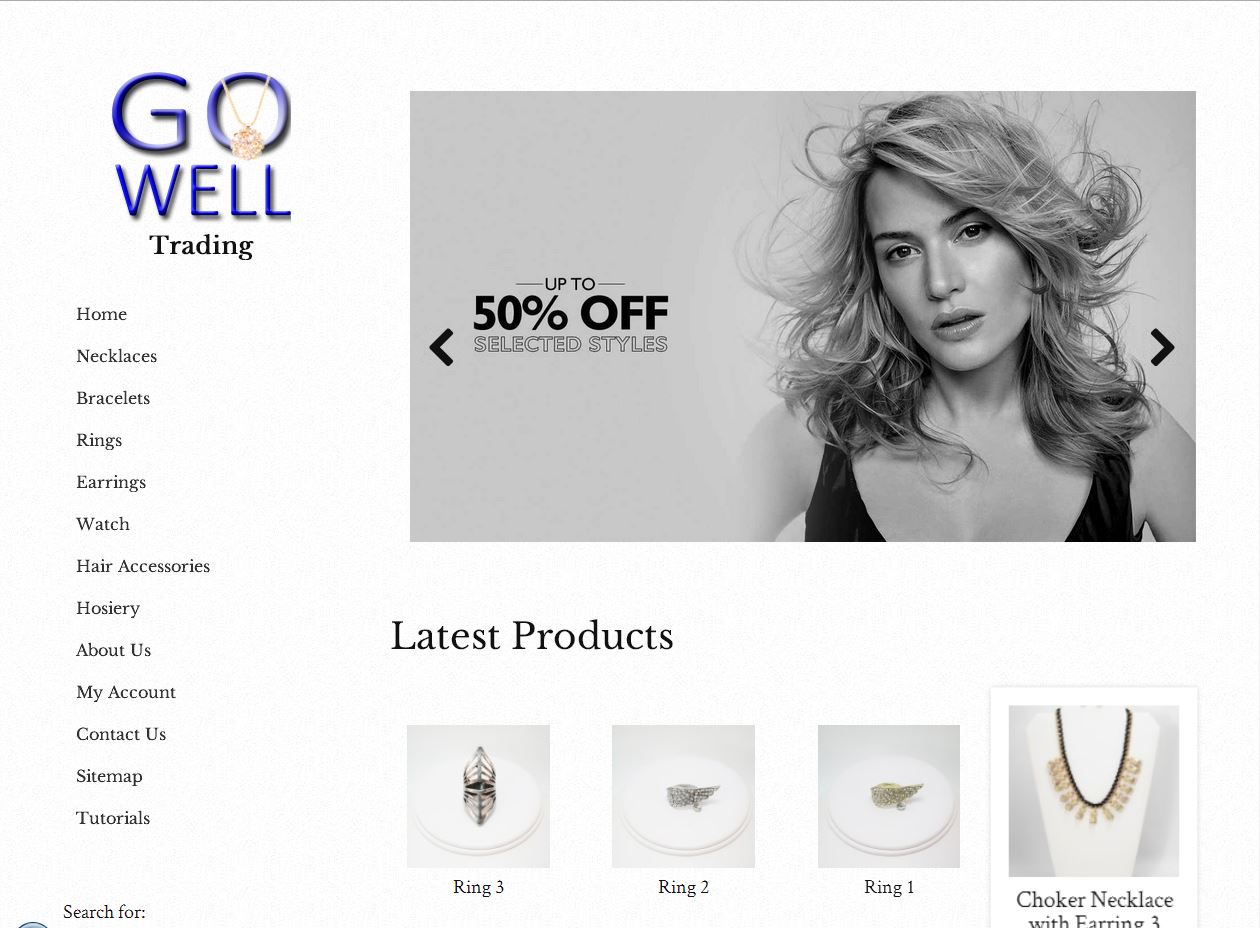 GO
WELL
Trading
Home
Necklaces
Bracelets
Rings
Earrings
Watch
Hair Accessories
Hosiery
About Us
My Account
Contact Us
Sitemap
Tutorials
Search for:
UP TO
50% OFF
SELECTED STYLES
Latest Products
Ring 3
Ring 2
Ring 1
Choker Necklace
with Earring 3